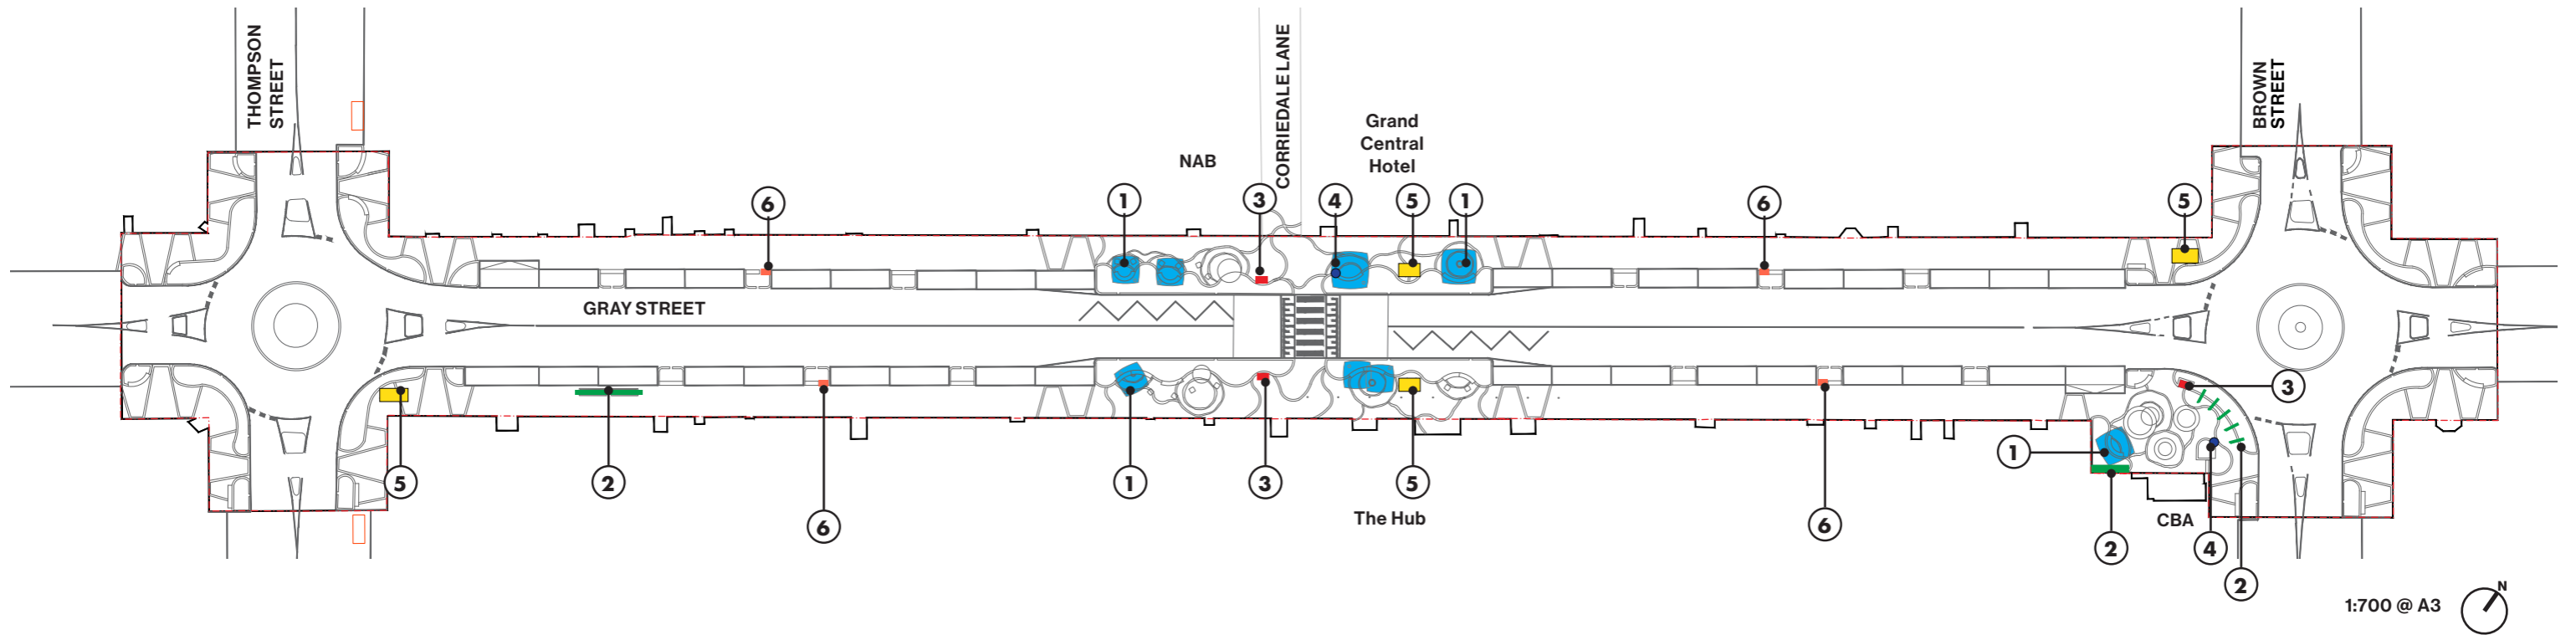 THOMPSON
STREET
CORRIEDALE LANE
BROWN
STREET
Grand
Central
Hotel
NAB
6
1
3
4
5
1
6
5
GRAY STREET
3
1
5
2
1
3
5
6
6
The Hub
2
CBA
4
2
1:700 @ A3
N